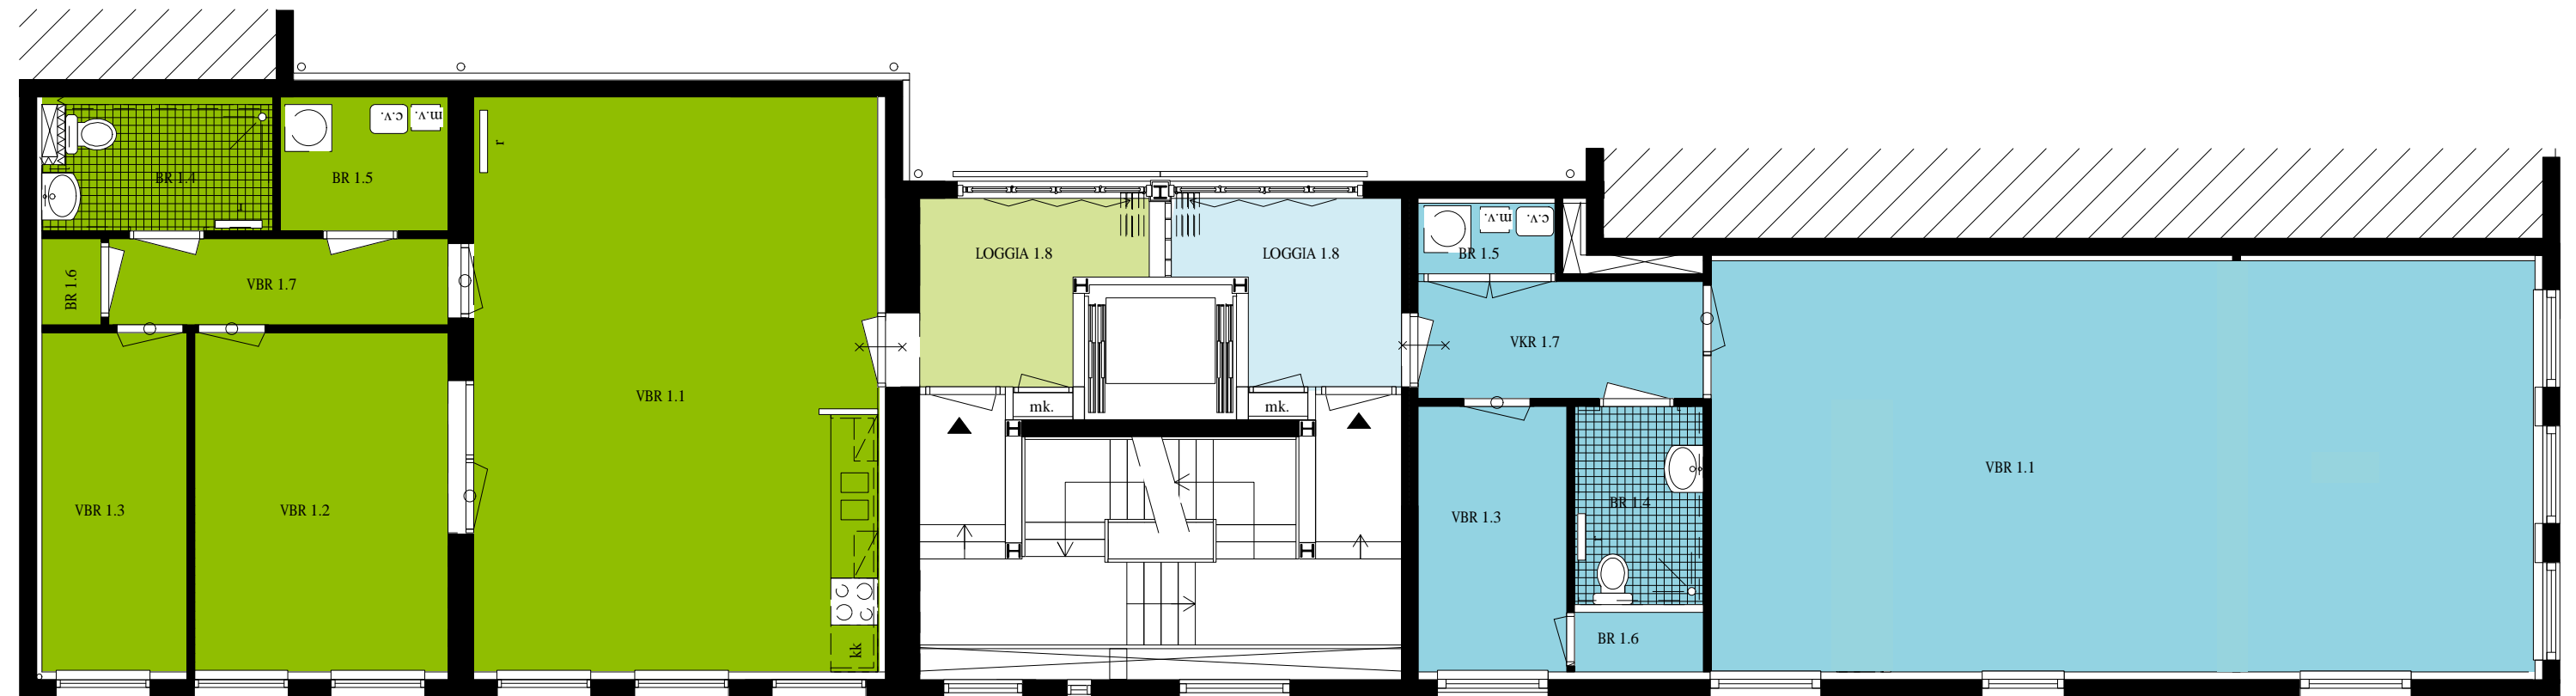 c.v.
m.v.
BR 1.4
BR 1.5
r
r
BR 1.6
VBR 1.7
VBR 1.3
VBR 1.2
VBR 1.1
kk
LOGGIA 1.8
LOGGIA 1.8
mk.
mk.
m.v.
c.v.
BR 1.5
VKR 1.7
VBR 1.3
BR 1.4
r
BR 1.6
VBR 1.1